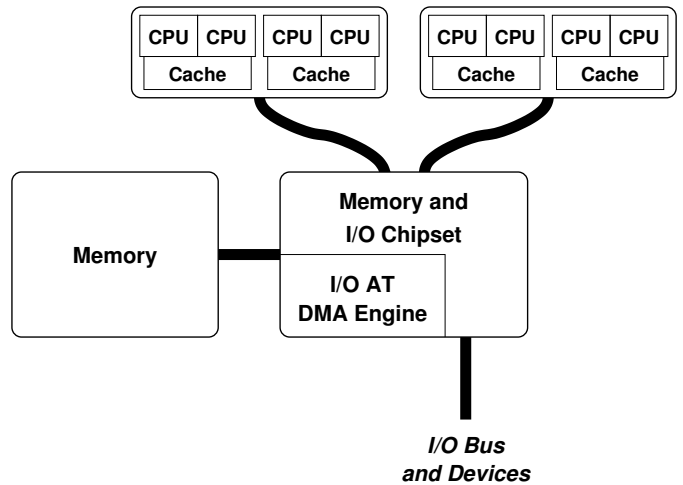 CPU CPU CPU CPU CPU CPU CPU CPU
Cache Cache Cache Cache
Memory and
I/O Chipset
Memory
I/O AT
DMA Engine
I/O Bus
and Devices